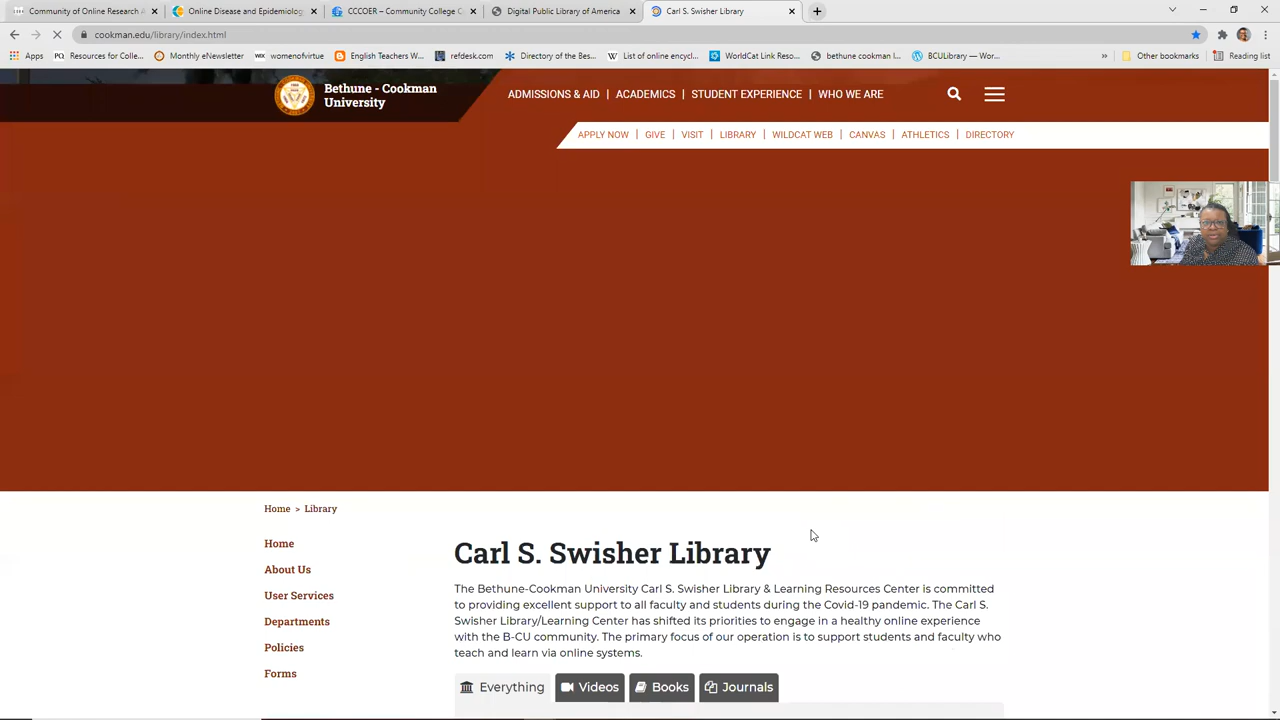 Community of Online Research A
Online Disease and Epidemiolog
CCCOER – Community College C
Digital Public Library of America
Carl S. Swisher Library
cookman.edu/library/index.html
Apps
Resources for Colle...
Monthly eNewsletter
womenofvirtue
English Teachers W...
refdesk.com
Directory of the Bes...
List of online encycl...
WorldCat Link Reso...
bethune cookman l...
BCULibrary — Wor...
»
Other bookmarks
Reading list
Bethune - Cookman
University
ADMISSIONS & AID | ACADEMICS | STUDENT EXPERIENCE | WHO WE ARE
APPLY NOW | GIVE | VISIT | LIBRARY | WILDCAT WEB | CANVAS | ATHLETICS | DIRECTORY
Home > Library
Home
About Us
User Services
Departments
Policies
Forms
Carl S. Swisher Library
The Bethune-Cookman University Carl S. Swisher Library & Learning Resources Center is committed
to providing excellent support to all faculty and students during the Covid-19 pandemic. The Carl S.
Swisher Library/Learning Center has shifted its priorities to engage in a healthy online experience
with the B-CU community. The primary focus of our operation is to support students and faculty who
teach and learn via online systems.
Everything
Videos
Books
Journals